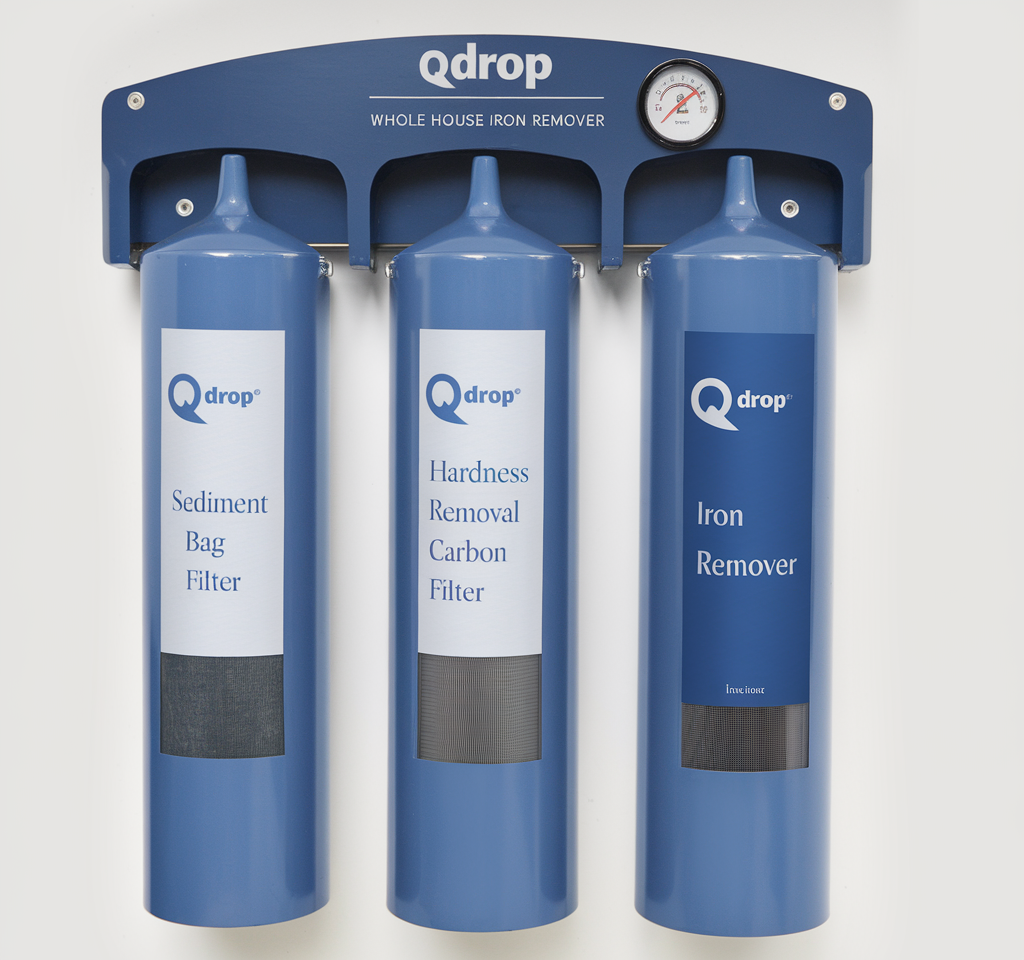 Qdrop
WHOLE HOUSE IRON REMOVER
Qdrop©
Sediment
Bag
Filter
Qdrop©
Hardness
Removal
Carbon
Filter
Qdrop
Iron
Remover